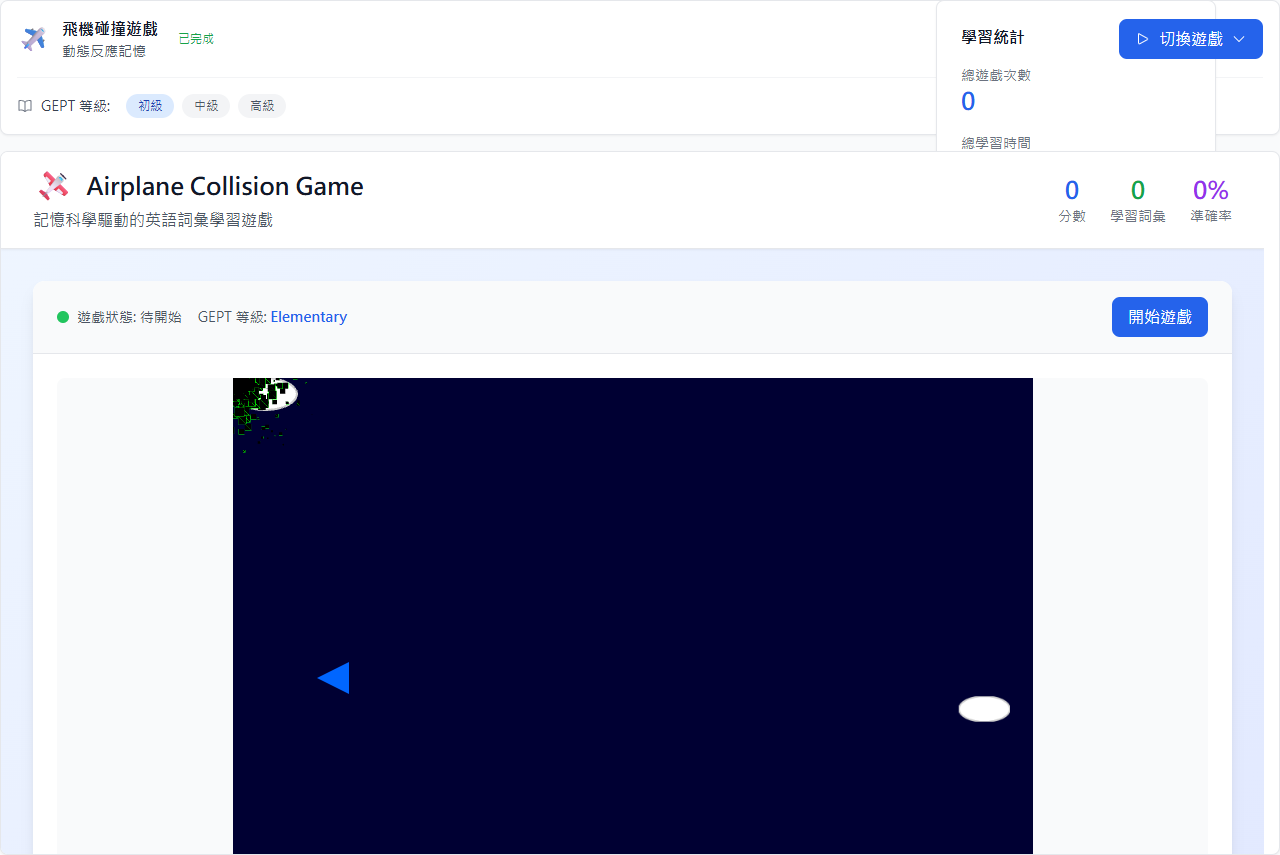 飛機碰撞遊戲
已完成
動態反應記憶
GEPT 等級:
初級
中級
高級
學習統計
總遊戲次數
0
總學習時間
切換遊戲
Airplane Collision Game
記憶科學驅動的英語詞彙學習遊戲
0
分數
0
學習詞彙
0%
準確率
遊戲狀態: 待開始
GEPT 等級: Elementary
開始遊戲